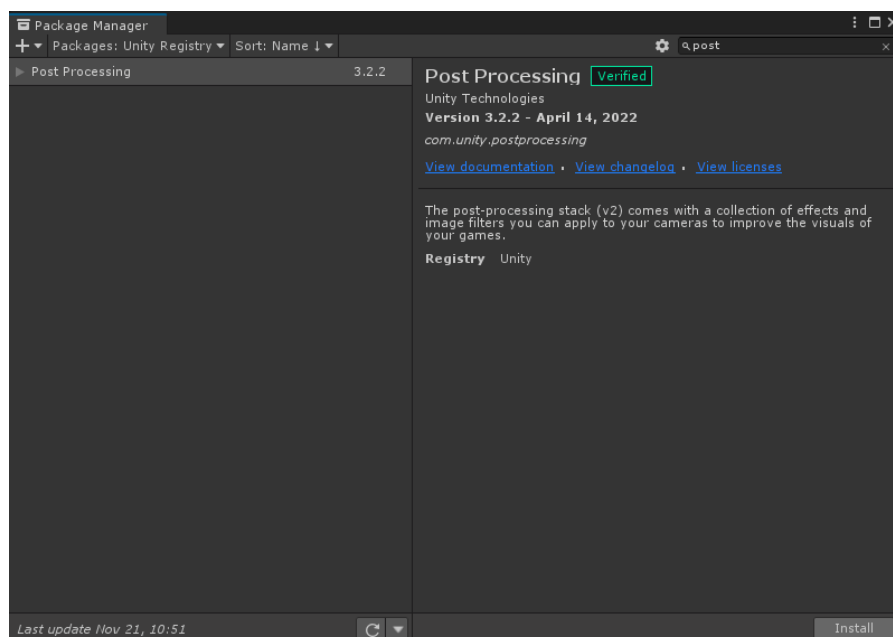 Package Manager
+ Packages: Unity Registry Sort: Name ↓ post ×
Post Processing 3.2.2
Post Processing Verified
Unity Technologies
Version 3.2.2 - April 14, 2022
com.unity.postprocessing
View documentation • View changelog • View licenses
The post-processing stack (v2) comes with a collection of effects and
image filters you can apply to your cameras to improve the visuals of
your games.
Registry Unity
Last update Nov 21, 10:51
Install